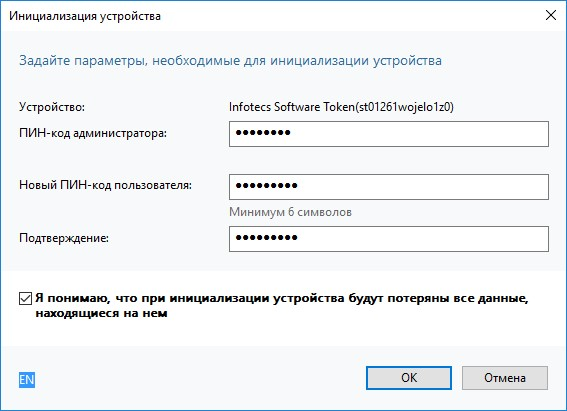 Инициализация устройства
Задайте параметры, необходимые для инициализации устройства
Устройство: Infotecs Software Token(st01261wojelo1z0)
ПИН-код администратора: ●●●●●●●●
Новый ПИН-код пользователя: ●●●●●●●●●
Минимум 6 символов
Подтверждение: ●●●●●●●●●
Я понимаю, что при инициализации устройства будут потеряны все данные,
находящиеся на нем
EN OK Отмена